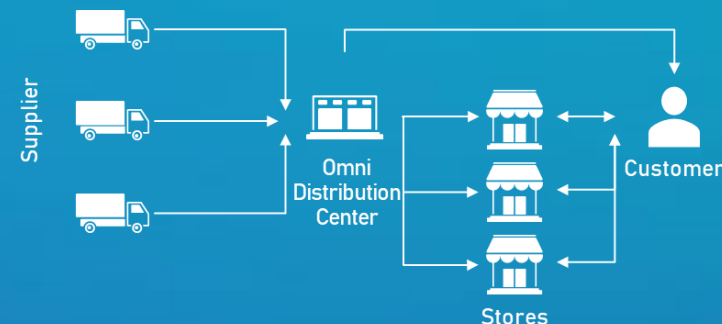 Supplier
Omni
Distribution
Center
Customer
Stores